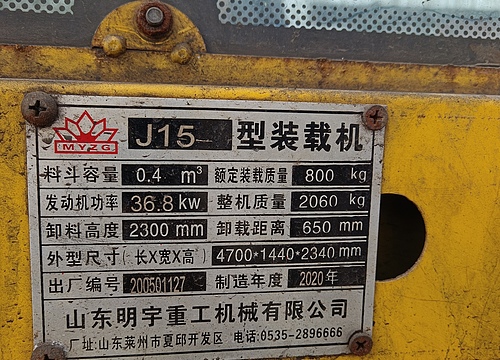 MYZG J15 型装载机
料斗容量 0.4 m³ 额定装载质量 800 kg
发动机功率 36.8 kw 整机质量 2060 kg
卸料高度 2300 mm 卸载距离 650 mm
外型尺寸(长X宽X高) 4700*1440*2340 mm
出厂编号 200501127 制造年度 2020年
山东明宇重工机械有限公司
厂址:山东莱州市夏邱开发区 电话:0535-2896666